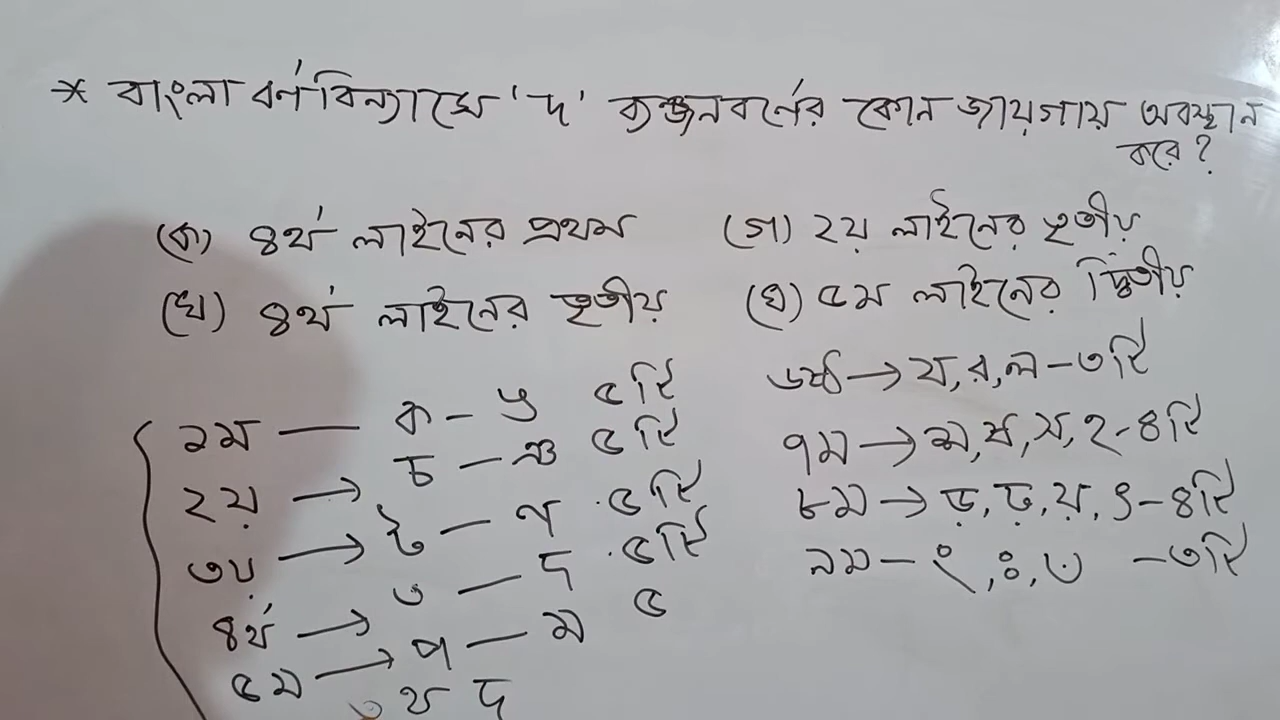 * বাংলা বর্ণবিন্যাসে 'দ' ব্যঞ্জনবর্ণের কোন জায়গায় অবস্থান
করে?
(ক) ৪র্থ লাইনের প্রথম (গ) ২য় লাইনের তৃতীয়
(খ) ৪র্থ লাইনের তৃতীয় (ঘ) ৫ম লাইনের দ্বিতীয়
৬ষ্ঠ → য, র, ল - ৩টি
১ম — ক - ঙ ৫টি
৭ম → শ, ষ, স, হ - ৪টি
২য় → চ - ঞ ৫টি
৮ম → ড়, ঢ়, য়, ৎ - ৪টি
৩য় → ট - ণ ৫টি
৯ম - ং, ঃ, ঁ - ৩টি
৪র্থ → ত - দ ৫টি
৫ম → প - ম ৫
ত থ দ